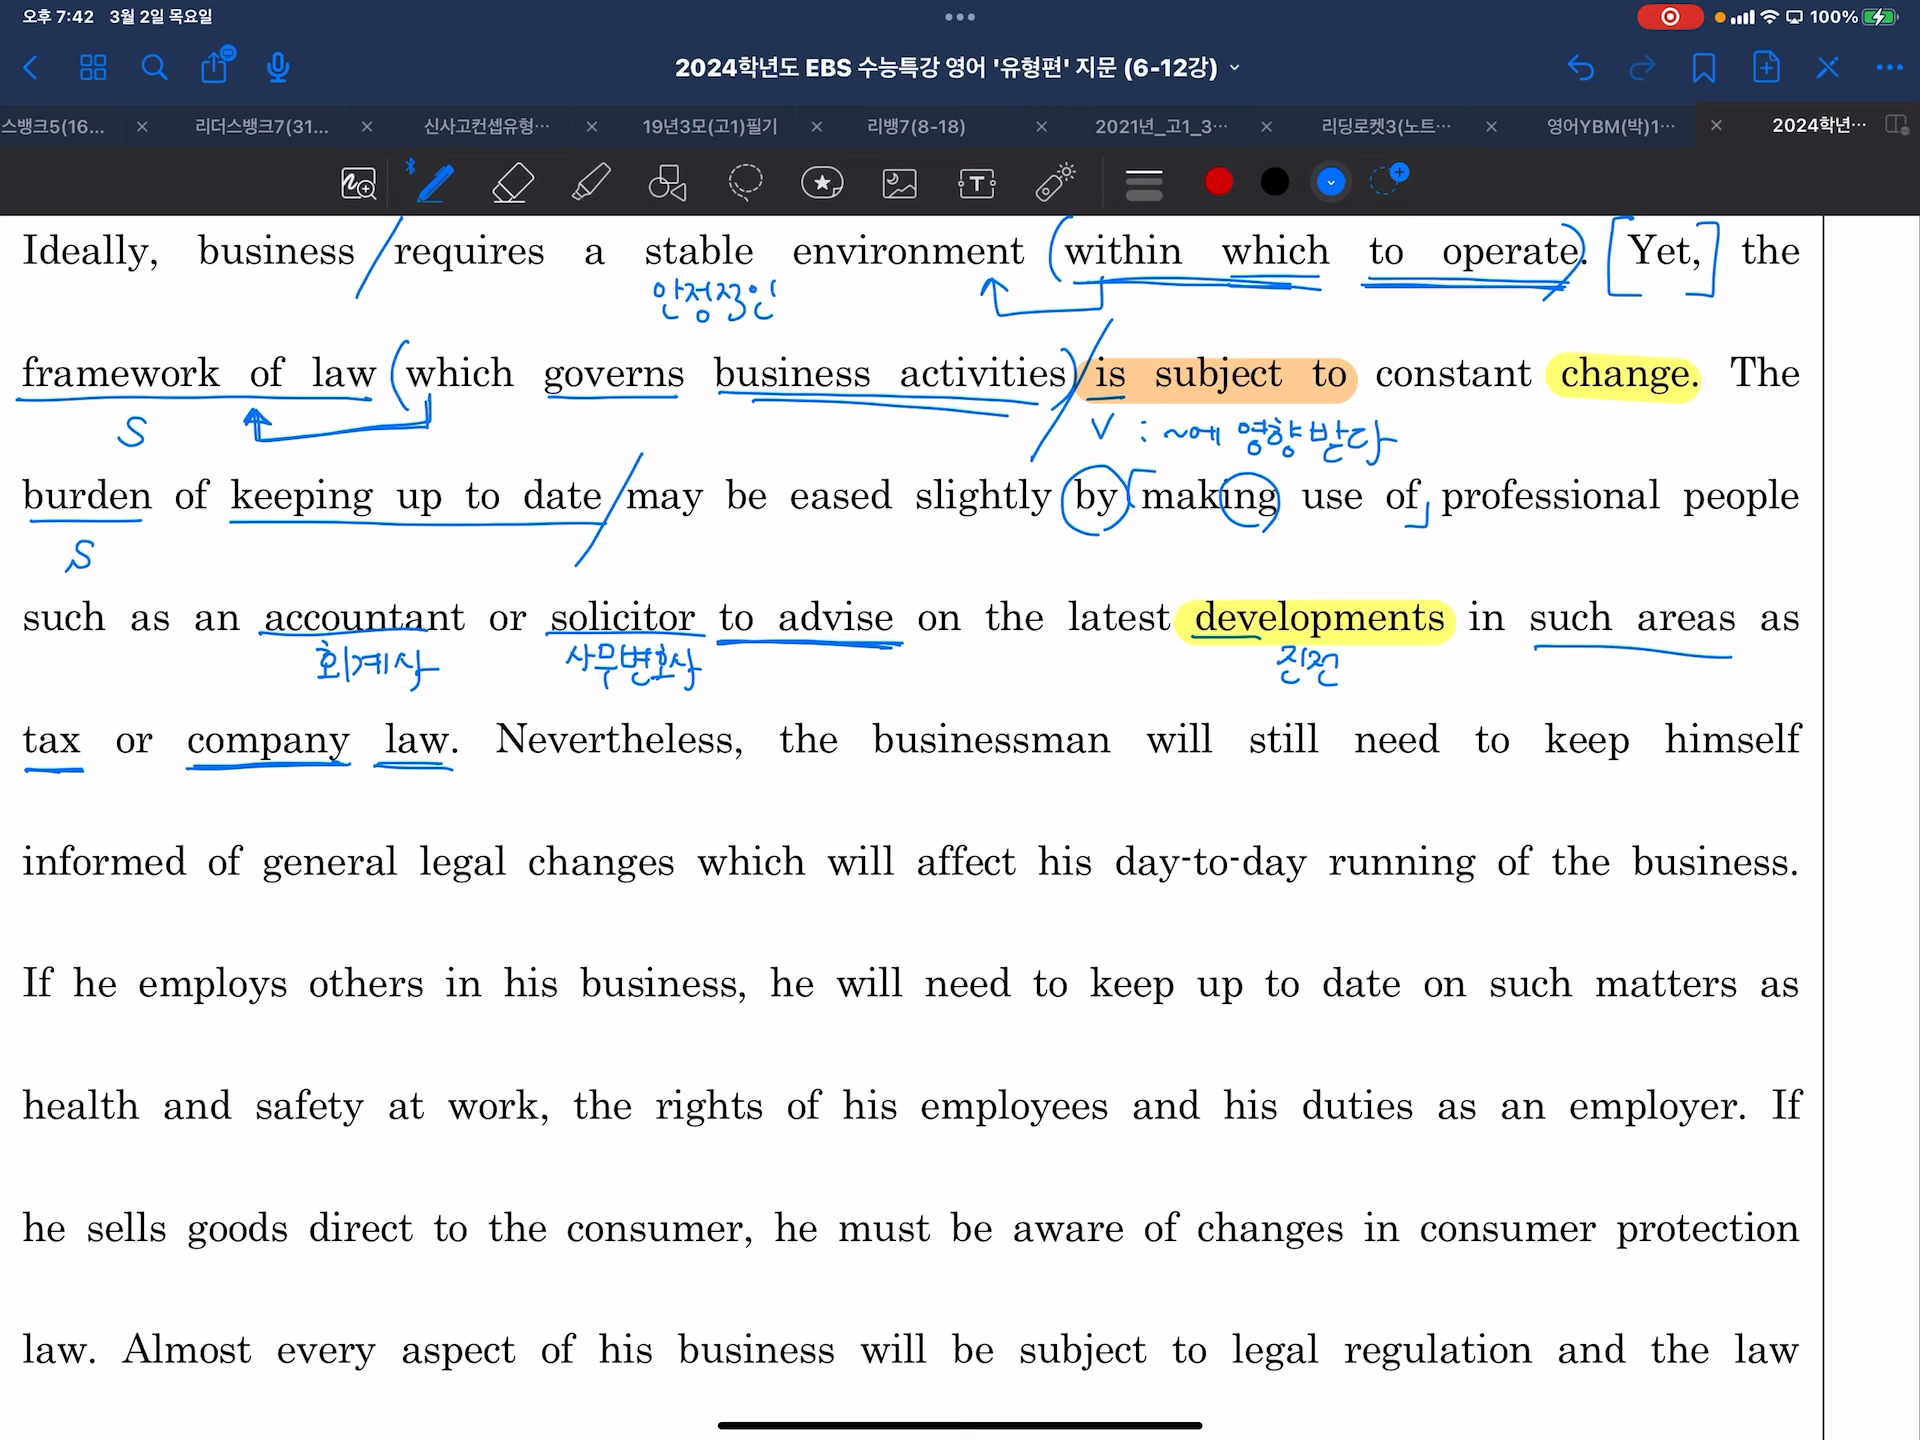 오후 7:42 3월 2일 목요일
100%
2024학년도 EBS 수능특강 영어 '유형편' 지문 (6-12강)
스뱅크5(16... 리더스뱅크7(31... 신사고컨셉유형··· 19년3모(고1)필기 리뱅7(8-18) 2021년_고1_3··· 리딩로켓3(노트··· 영어YBM(박)1··· 2024학년···
Ideally, business requires a stable environment (within which to operate). [Yet,] the
안정적인
framework of law (which governs business activities) is subject to constant change. The
S V : ~에 영향받다
burden of keeping up to date may be eased slightly by making use of professional people
S
such as an accountant or solicitor to advise on the latest developments in such areas as
회계사 사무변호사 진전
tax or company law. Nevertheless, the businessman will still need to keep himself
informed of general legal changes which will affect his day-to-day running of the business.
If he employs others in his business, he will need to keep up to date on such matters as
health and safety at work, the rights of his employees and his duties as an employer. If
he sells goods direct to the consumer, he must be aware of changes in consumer protection
law. Almost every aspect of his business will be subject to legal regulation and the law